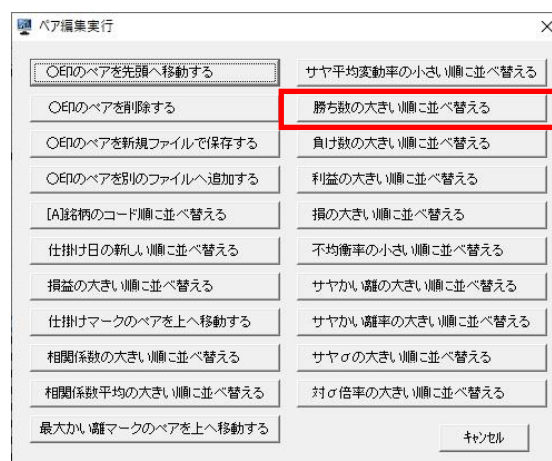 ペア編集実行
〇印のペアを先頭へ移動する
〇印のペアを削除する
〇印のペアを新規ファイルで保存する
〇印のペアを別のファイルへ追加する
[A]銘柄のコード順に並べ替える
仕掛け日の新しい順に並べ替える
損益の大きい順に並べ替える
仕掛けマークのペアを上へ移動する
相関係数の大きい順に並べ替える
相関係数平均の大きい順に並べ替える
最大かい離マークのペアを上へ移動する
サヤ平均変動率の小さい順に並べ替える
勝ち数の大きい順に並べ替える
負け数の大きい順に並べ替える
利益の大きい順に並べ替える
損の大きい順に並べ替える
不均衡率の小さい順に並べ替える
サヤかい離の大きい順に並べ替える
サヤかい離率の大きい順に並べ替える
サヤσの大きい順に並べ替える
対σ倍率の大きい順に並べ替える
キャンセル